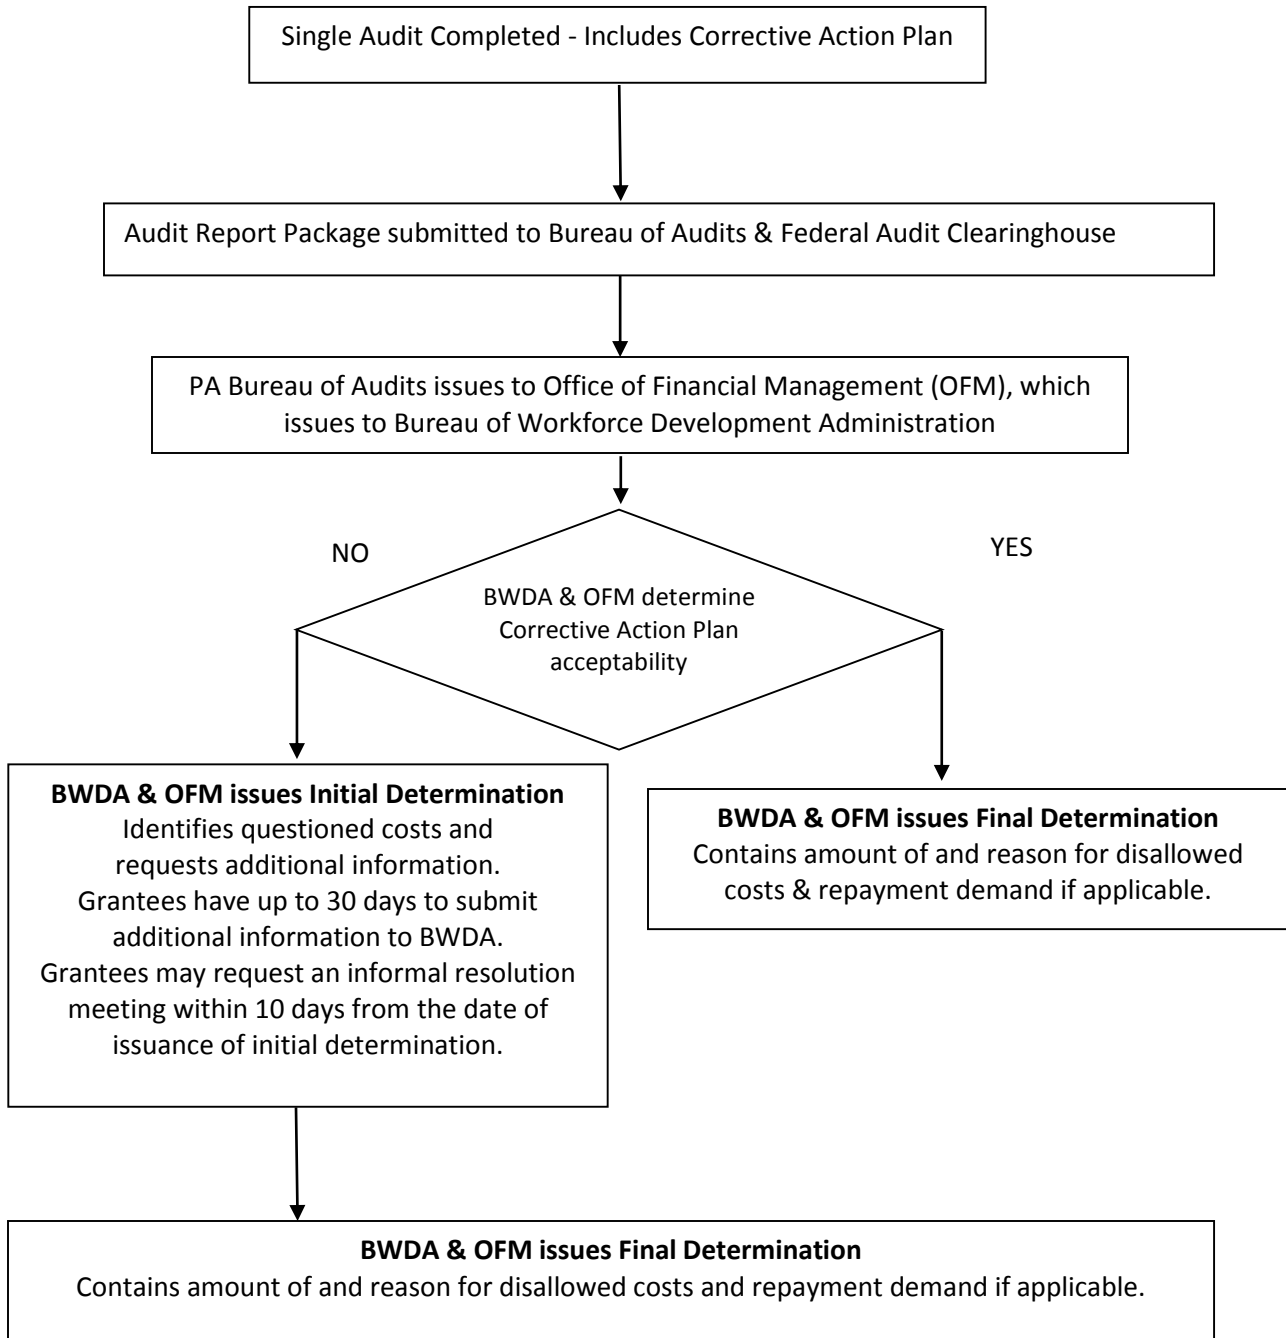 Single Audit Completed - Includes Corrective Action Plan
Audit Report Package submitted to Bureau of Audits & Federal Audit Clearinghouse
PA Bureau of Audits issues to Office of Financial Management (OFM), which
issues to Bureau of Workforce Development Administration
NO
YES
BWDA & OFM determine
Corrective Action Plan
acceptability
BWDA & OFM issues Initial Determination
Identifies questioned costs and
requests additional information.
Grantees have up to 30 days to submit
additional information to BWDA.
Grantees may request an informal resolution
meeting within 10 days from the date of
issuance of initial determination.
BWDA & OFM issues Final Determination
Contains amount of and reason for disallowed
costs & repayment demand if applicable.
BWDA & OFM issues Final Determination
Contains amount of and reason for disallowed costs and repayment demand if applicable.